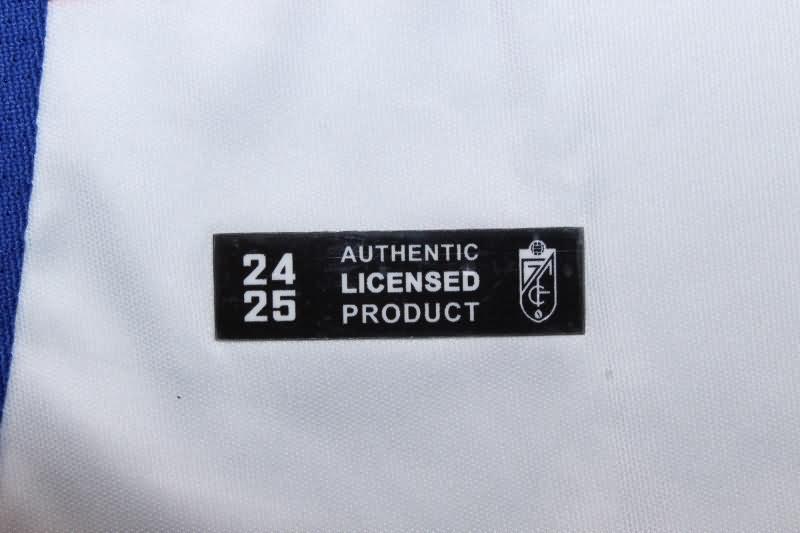 24
25
AUTHENTIC
LICENSED
PRODUCT